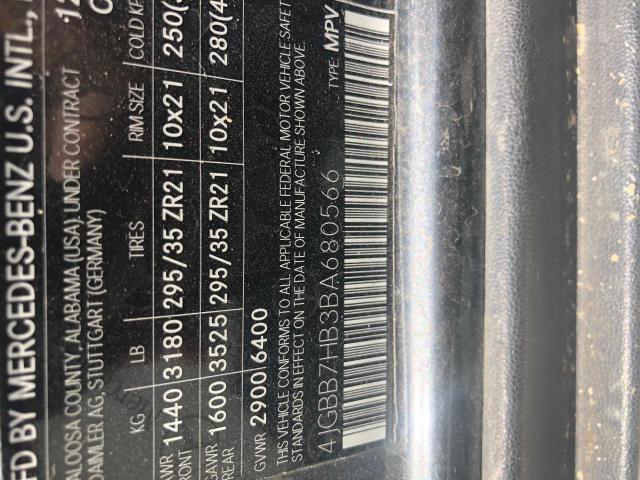 FD BY MERCEDES-BENZ U.S. INTL.,
ALOOSA COUNTY, ALABAMA (USA), UNDER CONTRACT
DAIMLER AG, STUTTGART (GERMANY)
KG LB TIRES RIM SIZE COLD
AWR 1440 3180 295/35 ZR21 10x21 250(
RONT
GAWR 1600 3525 295/35 ZR21 10x21 280(4
REAR
GVWR 2900 6400
THIS VEHICLE CONFORMS TO ALL APPLICABLE FEDERAL MOTOR VEHICLE SAFET
STANDARDS IN EFFECT ON THE DATE OF MANUFACTURE SHOWN ABOVE.
4JGBB7HB3BA680566 TYPE: MPV